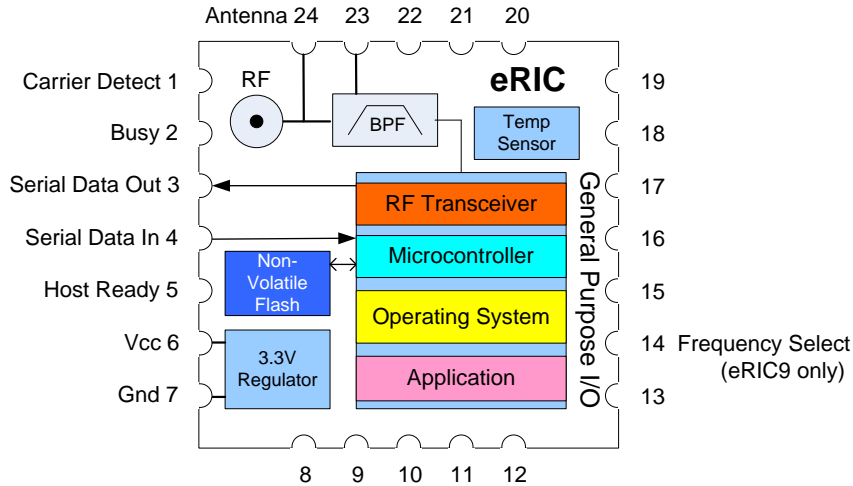 Antenna 24 23 22 21 20
Carrier Detect 1
RF
eRIC
19
BPF
Temp
Sensor
Busy 2
18
Serial Data Out 3
17
RF Transceiver
General Purpose I/O
Serial Data In 4
16
Microcontroller
Non-
Volatile
Flash
Host Ready 5
15
Operating System
Vcc 6
14 Frequency Select
(eRIC9 only)
3.3V
Regulator
Application
Gnd 7
13
8 9 10 11 12